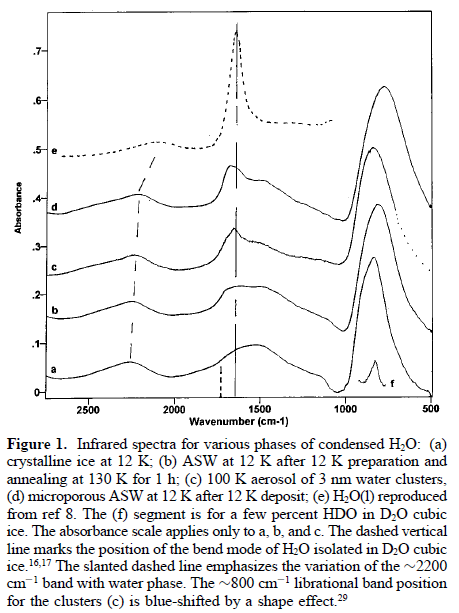 .7
.6
.5
.4
.3
.2
.1
0
Absorbance
e
d
c
b
a
f
2500 2000 1500 1000 500
Wavenumber (cm-1)
Figure 1. Infrared spectra for various phases of condensed H₂O: (a)
crystalline ice at 12 K; (b) ASW at 12 K after 12 K preparation and
annealing at 130 K for 1 h; (c) 100 K aerosol of 3 nm water clusters,
(d) microporous ASW at 12 K after 12 K deposit; (e) H₂O(l) reproduced
from ref 8. The (f) segment is for a few percent HDO in D₂O cubic
ice. The absorbance scale applies only to a, b, and c. The dashed vertical
line marks the position of the bend mode of H₂O isolated in D₂O cubic
ice.¹⁶,¹⁷ The slanted dashed line emphasizes the variation of the ∼2200
cm⁻¹ band with water phase. The ∼800 cm⁻¹ librational band position
for the clusters (c) is blue-shifted by a shape effect.²⁹